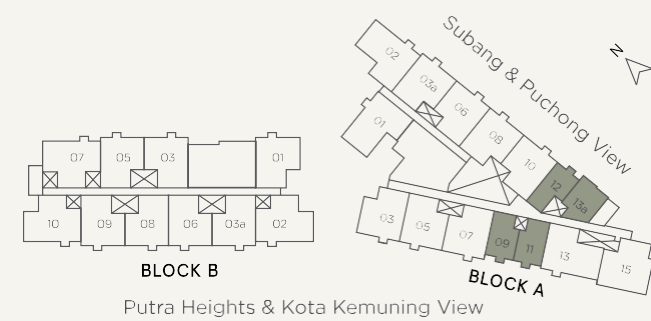 Subang & Puchong View
N
02
03a
06
08
10
12
13a
01
03
05
07
09
11
13
15
BLOCK A
07
05
03
01
10
09
08
06
03a
02
BLOCK B
Putra Heights & Kota Kemuning View